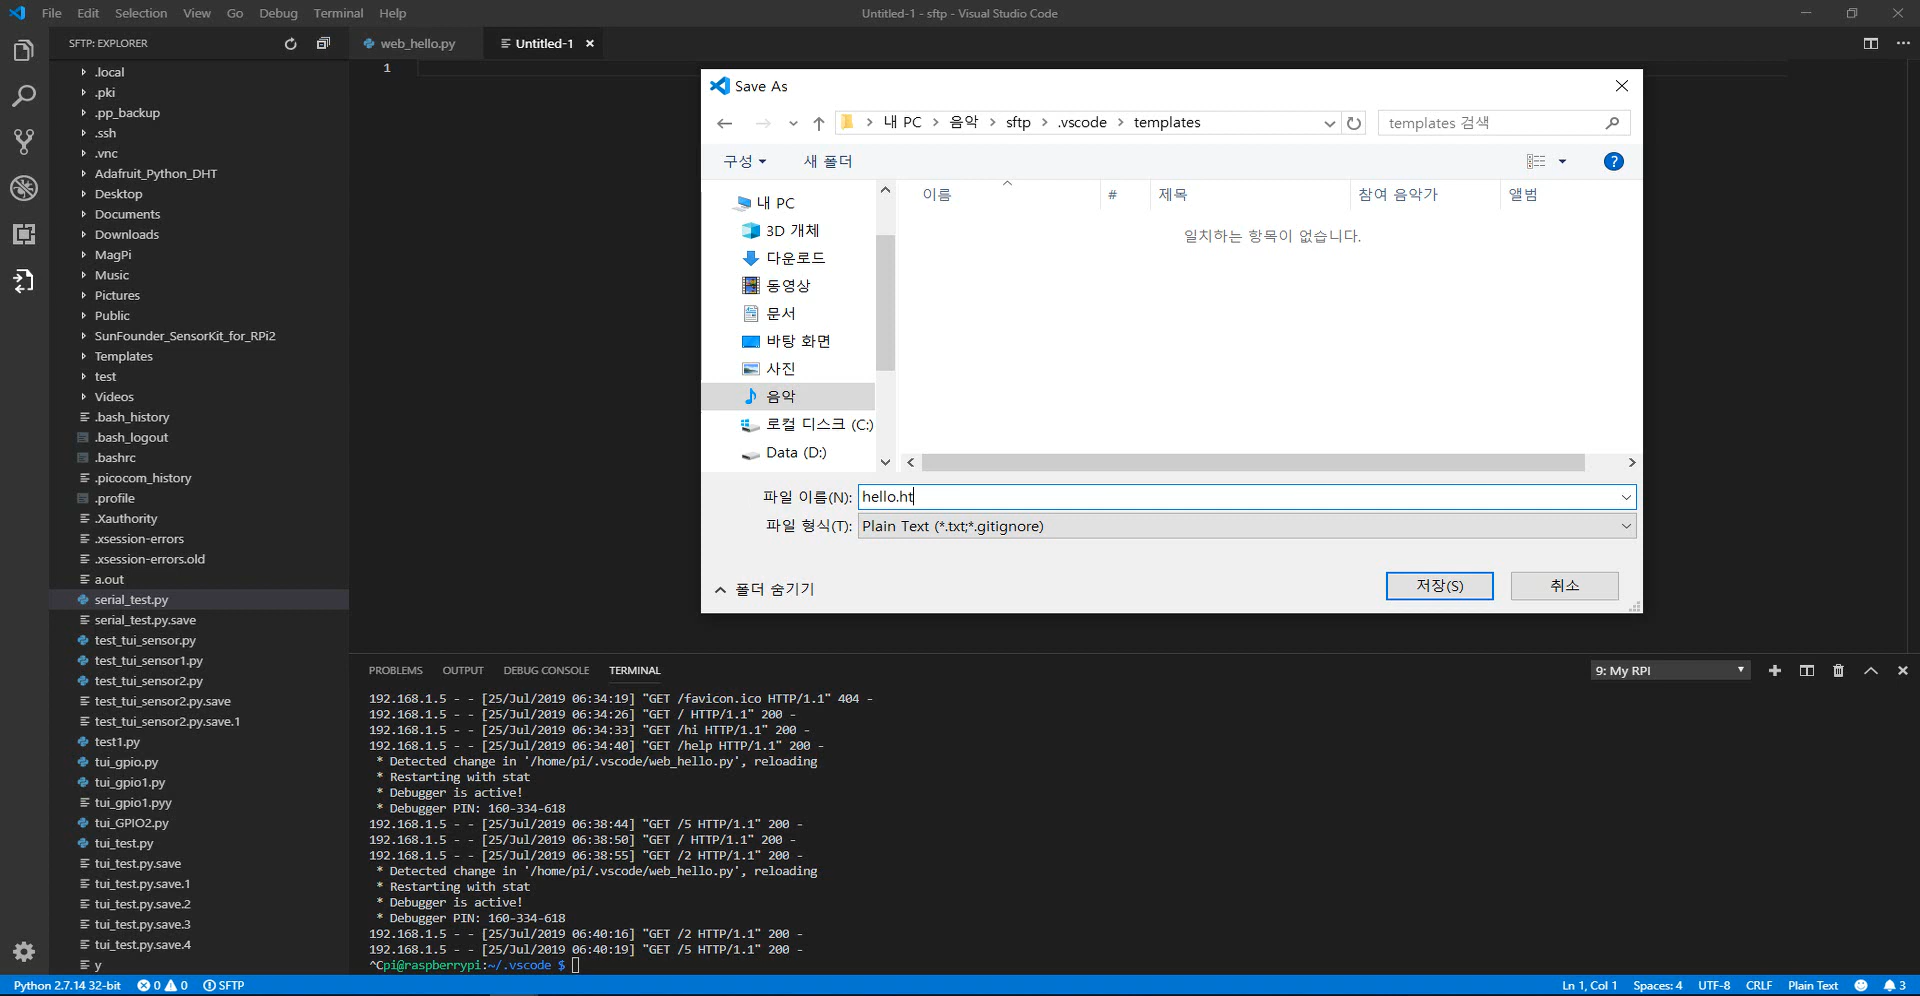 File Edit Selection View Go Debug Terminal Help
Untitled-1 - sftp - Visual Studio Code
SFTP: EXPLORER
web_hello.py
Untitled-1
1
.local
.pki
.pp_backup
.ssh
.vnc
Adafruit_Python_DHT
Desktop
Documents
Downloads
MagPi
Music
Pictures
Public
SunFounder_SensorKit_for_RPi2
Templates
test
Videos
.bash_history
.bash_logout
.bashrc
.picocom_history
.profile
.Xauthority
.xsession-errors
.xsession-errors.old
a.out
serial_test.py
serial_test.py.save
test_tui_sensor.py
test_tui_sensor1.py
test_tui_sensor2.py
test_tui_sensor2.py.save
test_tui_sensor2.py.save.1
test1.py
tui_gpio.py
tui_gpio1.py
tui_gpio1.pyy
tui_GPIO2.py
tui_test.py
tui_test.py.save
tui_test.py.save.1
tui_test.py.save.2
tui_test.py.save.3
tui_test.py.save.4
y
Save As
내 PC > 음악 > sftp > .vscode > templates
templates 검색
구성 새 폴더
내 PC
3D 개체
다운로드
동영상
문서
바탕 화면
사진
음악
로컬 디스크 (C:)
Data (D:)
이름 # 제목 참여 음악가 앨범
일치하는 항목이 없습니다.
파일 이름(N): hello.ht
파일 형식(T): Plain Text (*.txt;*.gitignore)
폴더 숨기기
저장(S)
취소
PROBLEMS OUTPUT DEBUG CONSOLE TERMINAL
9: My RPI
192.168.1.5 - - [25/Jul/2019 06:34:19] "GET /favicon.ico HTTP/1.1" 404 -
192.168.1.5 - - [25/Jul/2019 06:34:26] "GET / HTTP/1.1" 200 -
192.168.1.5 - - [25/Jul/2019 06:34:33] "GET /hi HTTP/1.1" 200 -
192.168.1.5 - - [25/Jul/2019 06:34:40] "GET /help HTTP/1.1" 200 -
* Detected change in '/home/pi/.vscode/web_hello.py', reloading
* Restarting with stat
* Debugger is active!
* Debugger PIN: 160-334-618
192.168.1.5 - - [25/Jul/2019 06:38:44] "GET /5 HTTP/1.1" 200 -
192.168.1.5 - - [25/Jul/2019 06:38:50] "GET / HTTP/1.1" 200 -
192.168.1.5 - - [25/Jul/2019 06:38:55] "GET /2 HTTP/1.1" 200 -
* Detected change in '/home/pi/.vscode/web_hello.py', reloading
* Restarting with stat
* Debugger is active!
* Debugger PIN: 160-334-618
192.168.1.5 - - [25/Jul/2019 06:40:16] "GET /2 HTTP/1.1" 200 -
192.168.1.5 - - [25/Jul/2019 06:40:19] "GET /5 HTTP/1.1" 200 -
^Cpi@raspberrypi:~/.vscode $
Python 2.7.14 32-bit 0 0 SFTP
Ln 1, Col 1 Spaces: 4 UTF-8 CRLF Plain Text 3